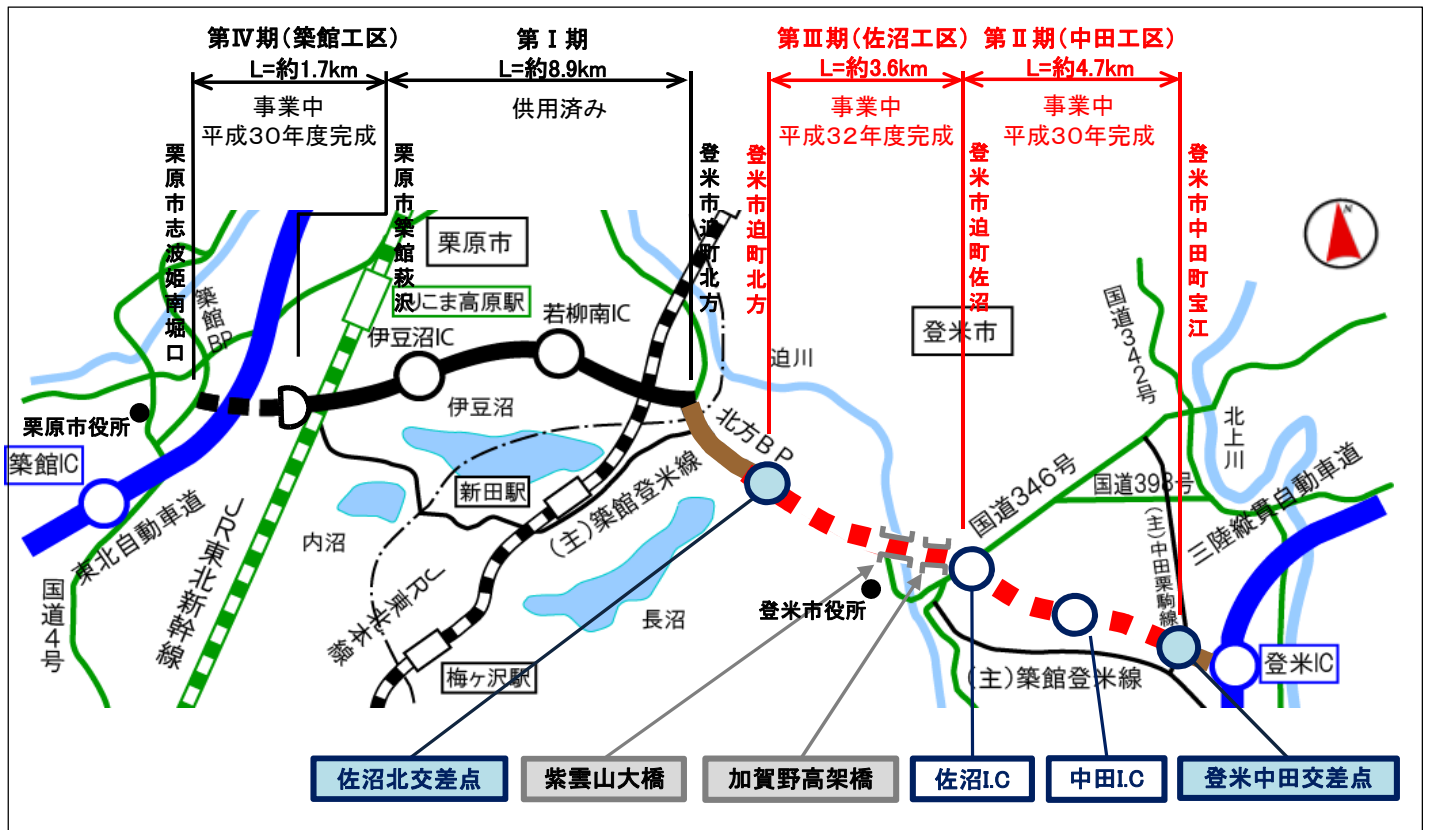 第Ⅳ期(築館工区)
L=約1.7km
事業中
平成30年度完成
第Ⅰ期
L=約8.9km
供用済み
第Ⅲ期(佐沼工区)
L=約3.6km
事業中
平成32年度完成
第Ⅱ期(中田工区)
L=約4.7km
事業中
平成30年度完成
栗原市志波姫南堀口
栗原市築館萩沢
登米市迫町北方
登米市迫町北方
登米市迫町佐沼
登米市中田町宝江
N
栗原市
登米市
築館BP
くりこま高原駅
伊豆沼IC
若柳南IC
迫川
国道342号
北上川
栗原市役所
築館IC
東北自動車道
JR東北新幹線
国道4号
伊豆沼
内沼
新田駅
(主)築館登米線
北方BP
長沼
JR東北本線
梅ヶ沢駅
登米市役所
国道346号
国道398号
(主)中田栗駒線
三陸縦貫自動車道
(主)築館登米線
登米IC
佐沼北交差点
紫雲山大橋
加賀野高架橋
佐沼I.C
中田I.C
登米中田交差点